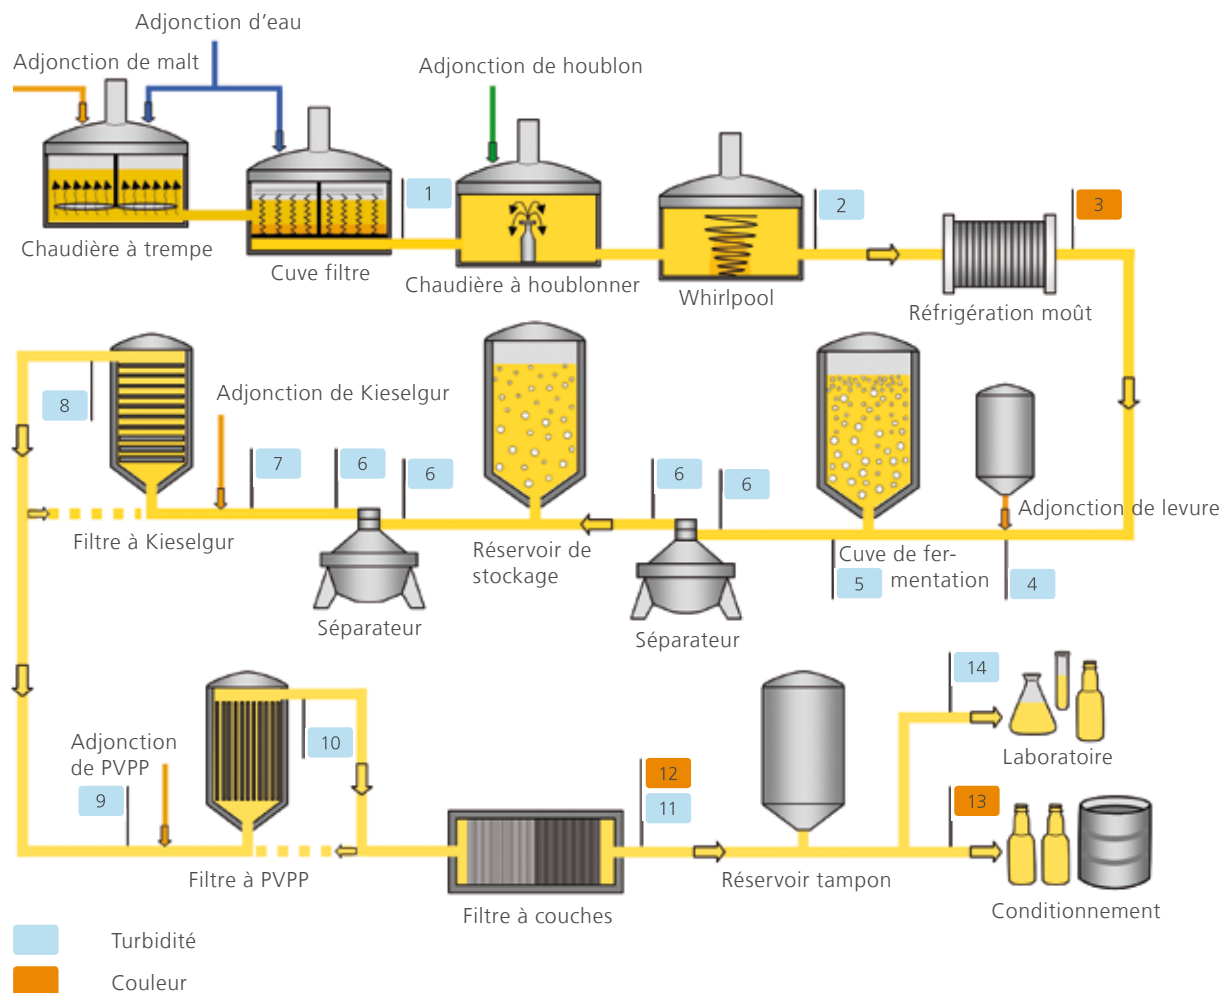 Adjonction d’eau
Adjonction de malt
Adjonction de houblon
1
2
3
Chaudière à trempe
Cuve filtre
Chaudière à houblonner
Whirlpool
Réfrigération moût
8
Adjonction de Kieselgur
7
6
6
6
6
Adjonction de levure
Filtre à Kieselgur
Réservoir de
stockage
Cuve de fer-
mentation
5
4
Séparateur
Séparateur
14
Adjonction
de PVPP
10
Laboratoire
9
12
11
13
Filtre à PVPP
Réservoir tampon
Filtre à couches
Conditionnement
Turbidité
Couleur